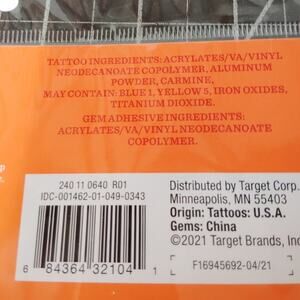 TATTOO INGREDIENTS: ACRYLATES/VA/VINYL
NEODECANOATE COPOLYMER, ALUMINUM
POWDER, CARMINE,
MAY CONTAIN: BLUE 1, YELLOW 5, IRON OXIDES,
TITANIUM DIOXIDE.
GEM ADHESIVE INGREDIENTS:
ACRYLATES/VA/VINYL NEODECANOATE
COPOLYMER.
240 11 0640 R01
IDC-001462-01-049-0343
6 84364 32104 1
Distributed by Target Corp.
Minneapolis, MN 55403
Origin: Tattoos: U.S.A.
Gems: China
©2021 Target Brands, Inc
F16945692-04/21